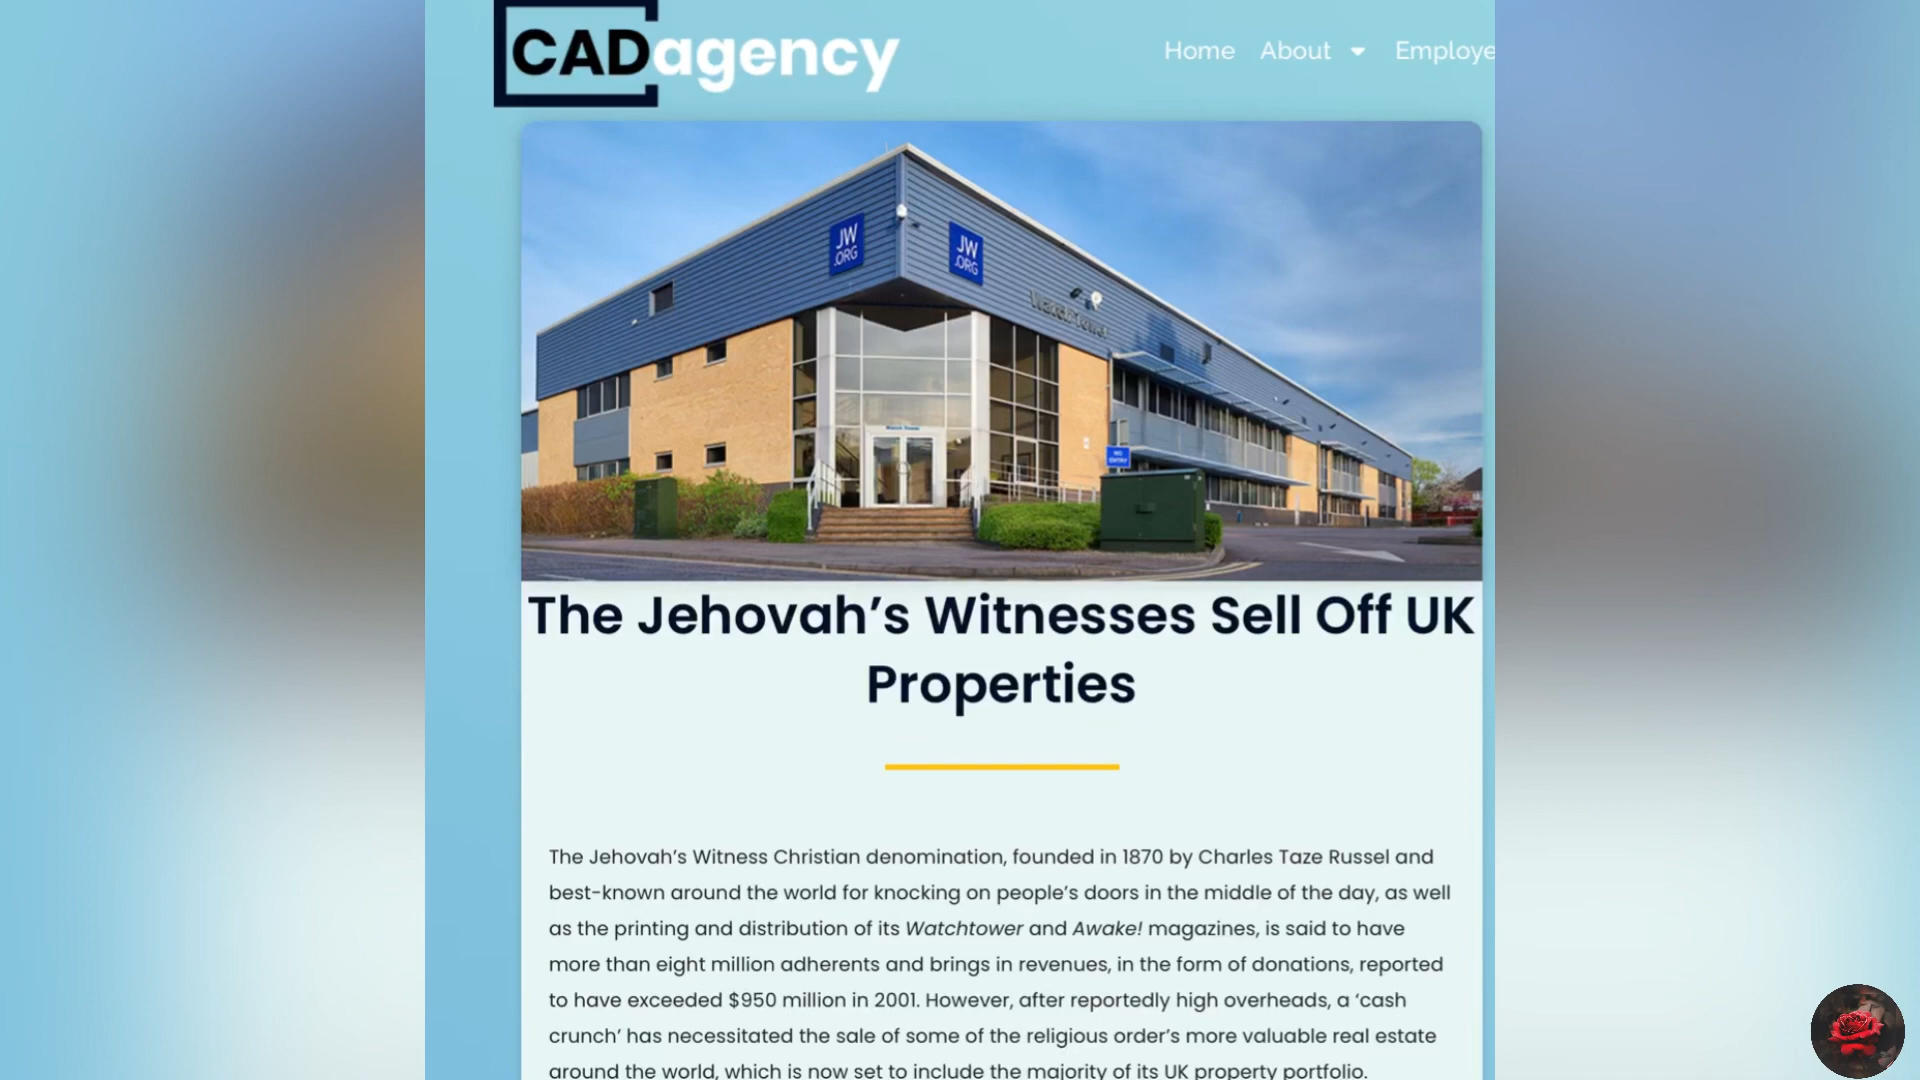 CADagency
Home About Employe
JW
.ORG
JW
.ORG
Watch Tower
NO
ENTRY
The Jehovah’s Witnesses Sell Off UK
Properties
The Jehovah’s Witness Christian denomination, founded in 1870 by Charles Taze Russel and
best-known around the world for knocking on people’s doors in the middle of the day, as well
as the printing and distribution of its Watchtower and Awake! magazines, is said to have
more than eight million adherents and brings in revenues, in the form of donations, reported
to have exceeded $950 million in 2001. However, after reportedly high overheads, a ‘cash
crunch’ has necessitated the sale of some of the religious order’s more valuable real estate
around the world, which is now set to include the majority of its UK property portfolio.